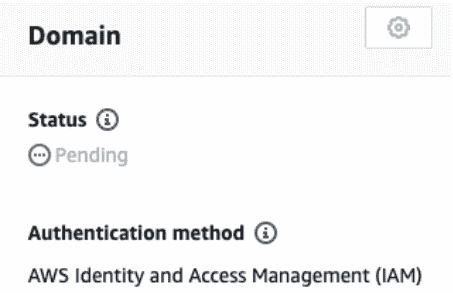 Domain
Status
Pending
Authentication method
AWS Identity and Access Management (IAM)